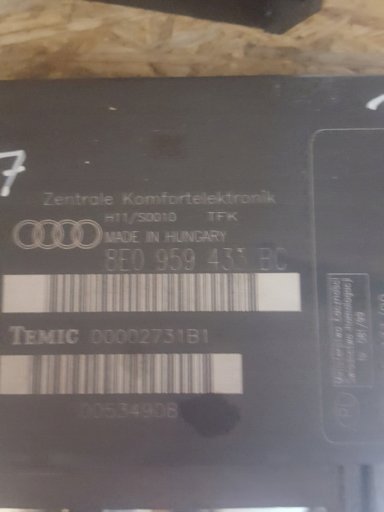 7
Zentrale Komfortelektronik
H11/S0010 TFK
MADE IN HUNGARY
8E0 959 433 BC
TEMIC 00002731B1
00534908